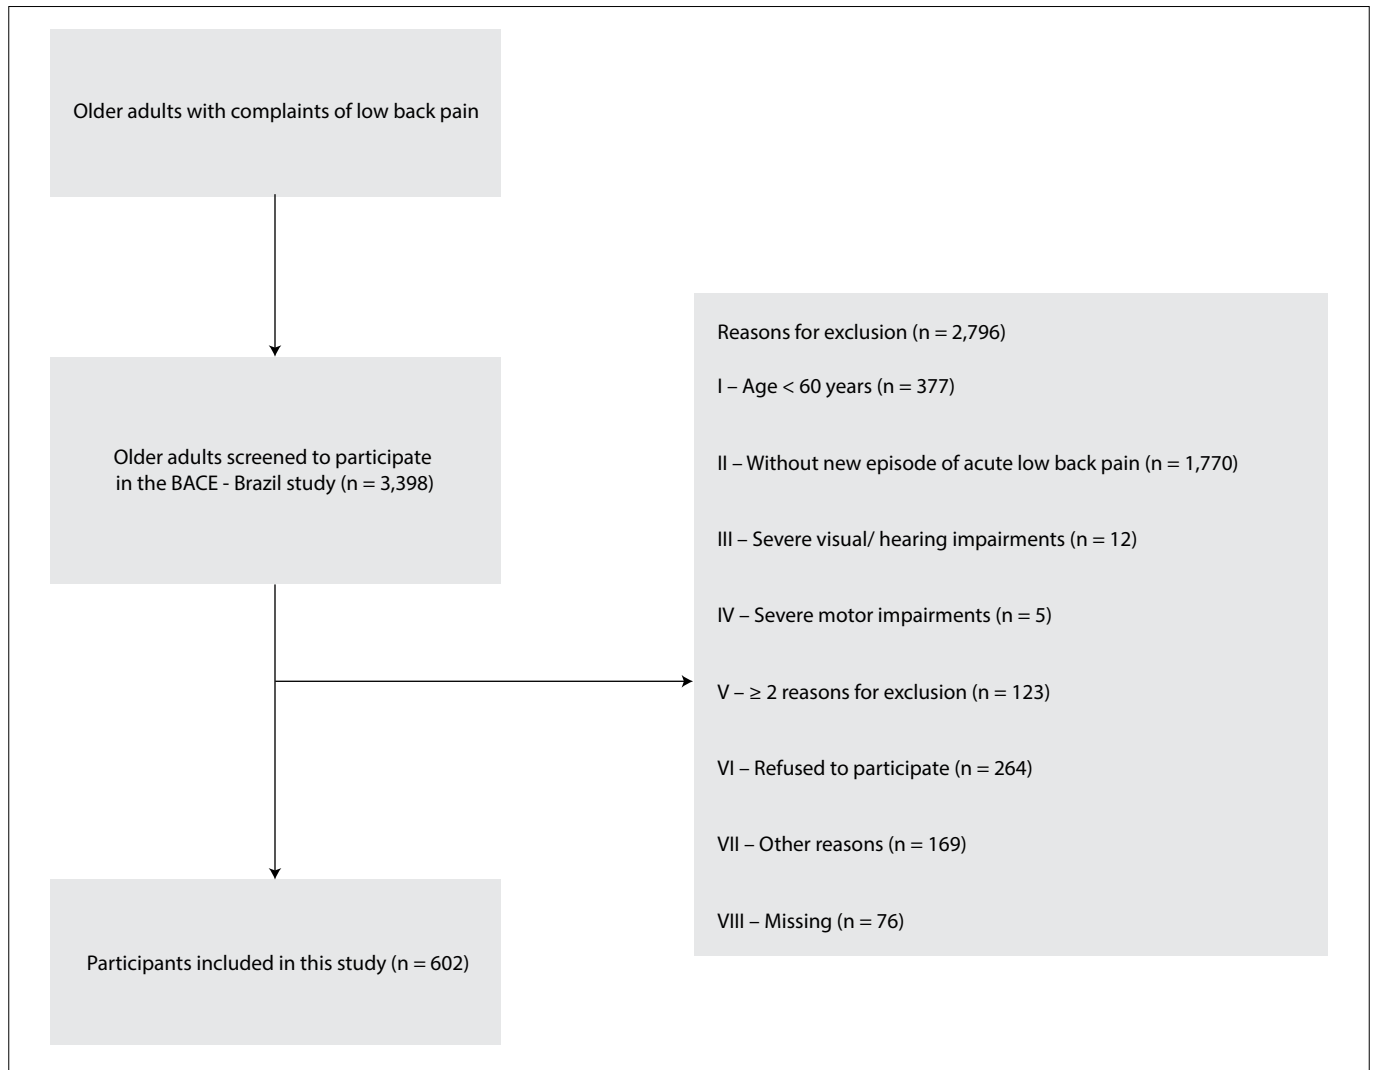 Older adults with complaints of low back pain
Older adults screened to participate
in the BACE - Brazil study (n = 3,398)
Reasons for exclusion (n = 2,796)
I – Age < 60 years (n = 377)
II – Without new episode of acute low back pain (n = 1,770)
III – Severe visual/ hearing impairments (n = 12)
IV – Severe motor impairments (n = 5)
V – ≥ 2 reasons for exclusion (n = 123)
VI – Refused to participate (n = 264)
VII – Other reasons (n = 169)
VIII – Missing (n = 76)
Participants included in this study (n = 602)